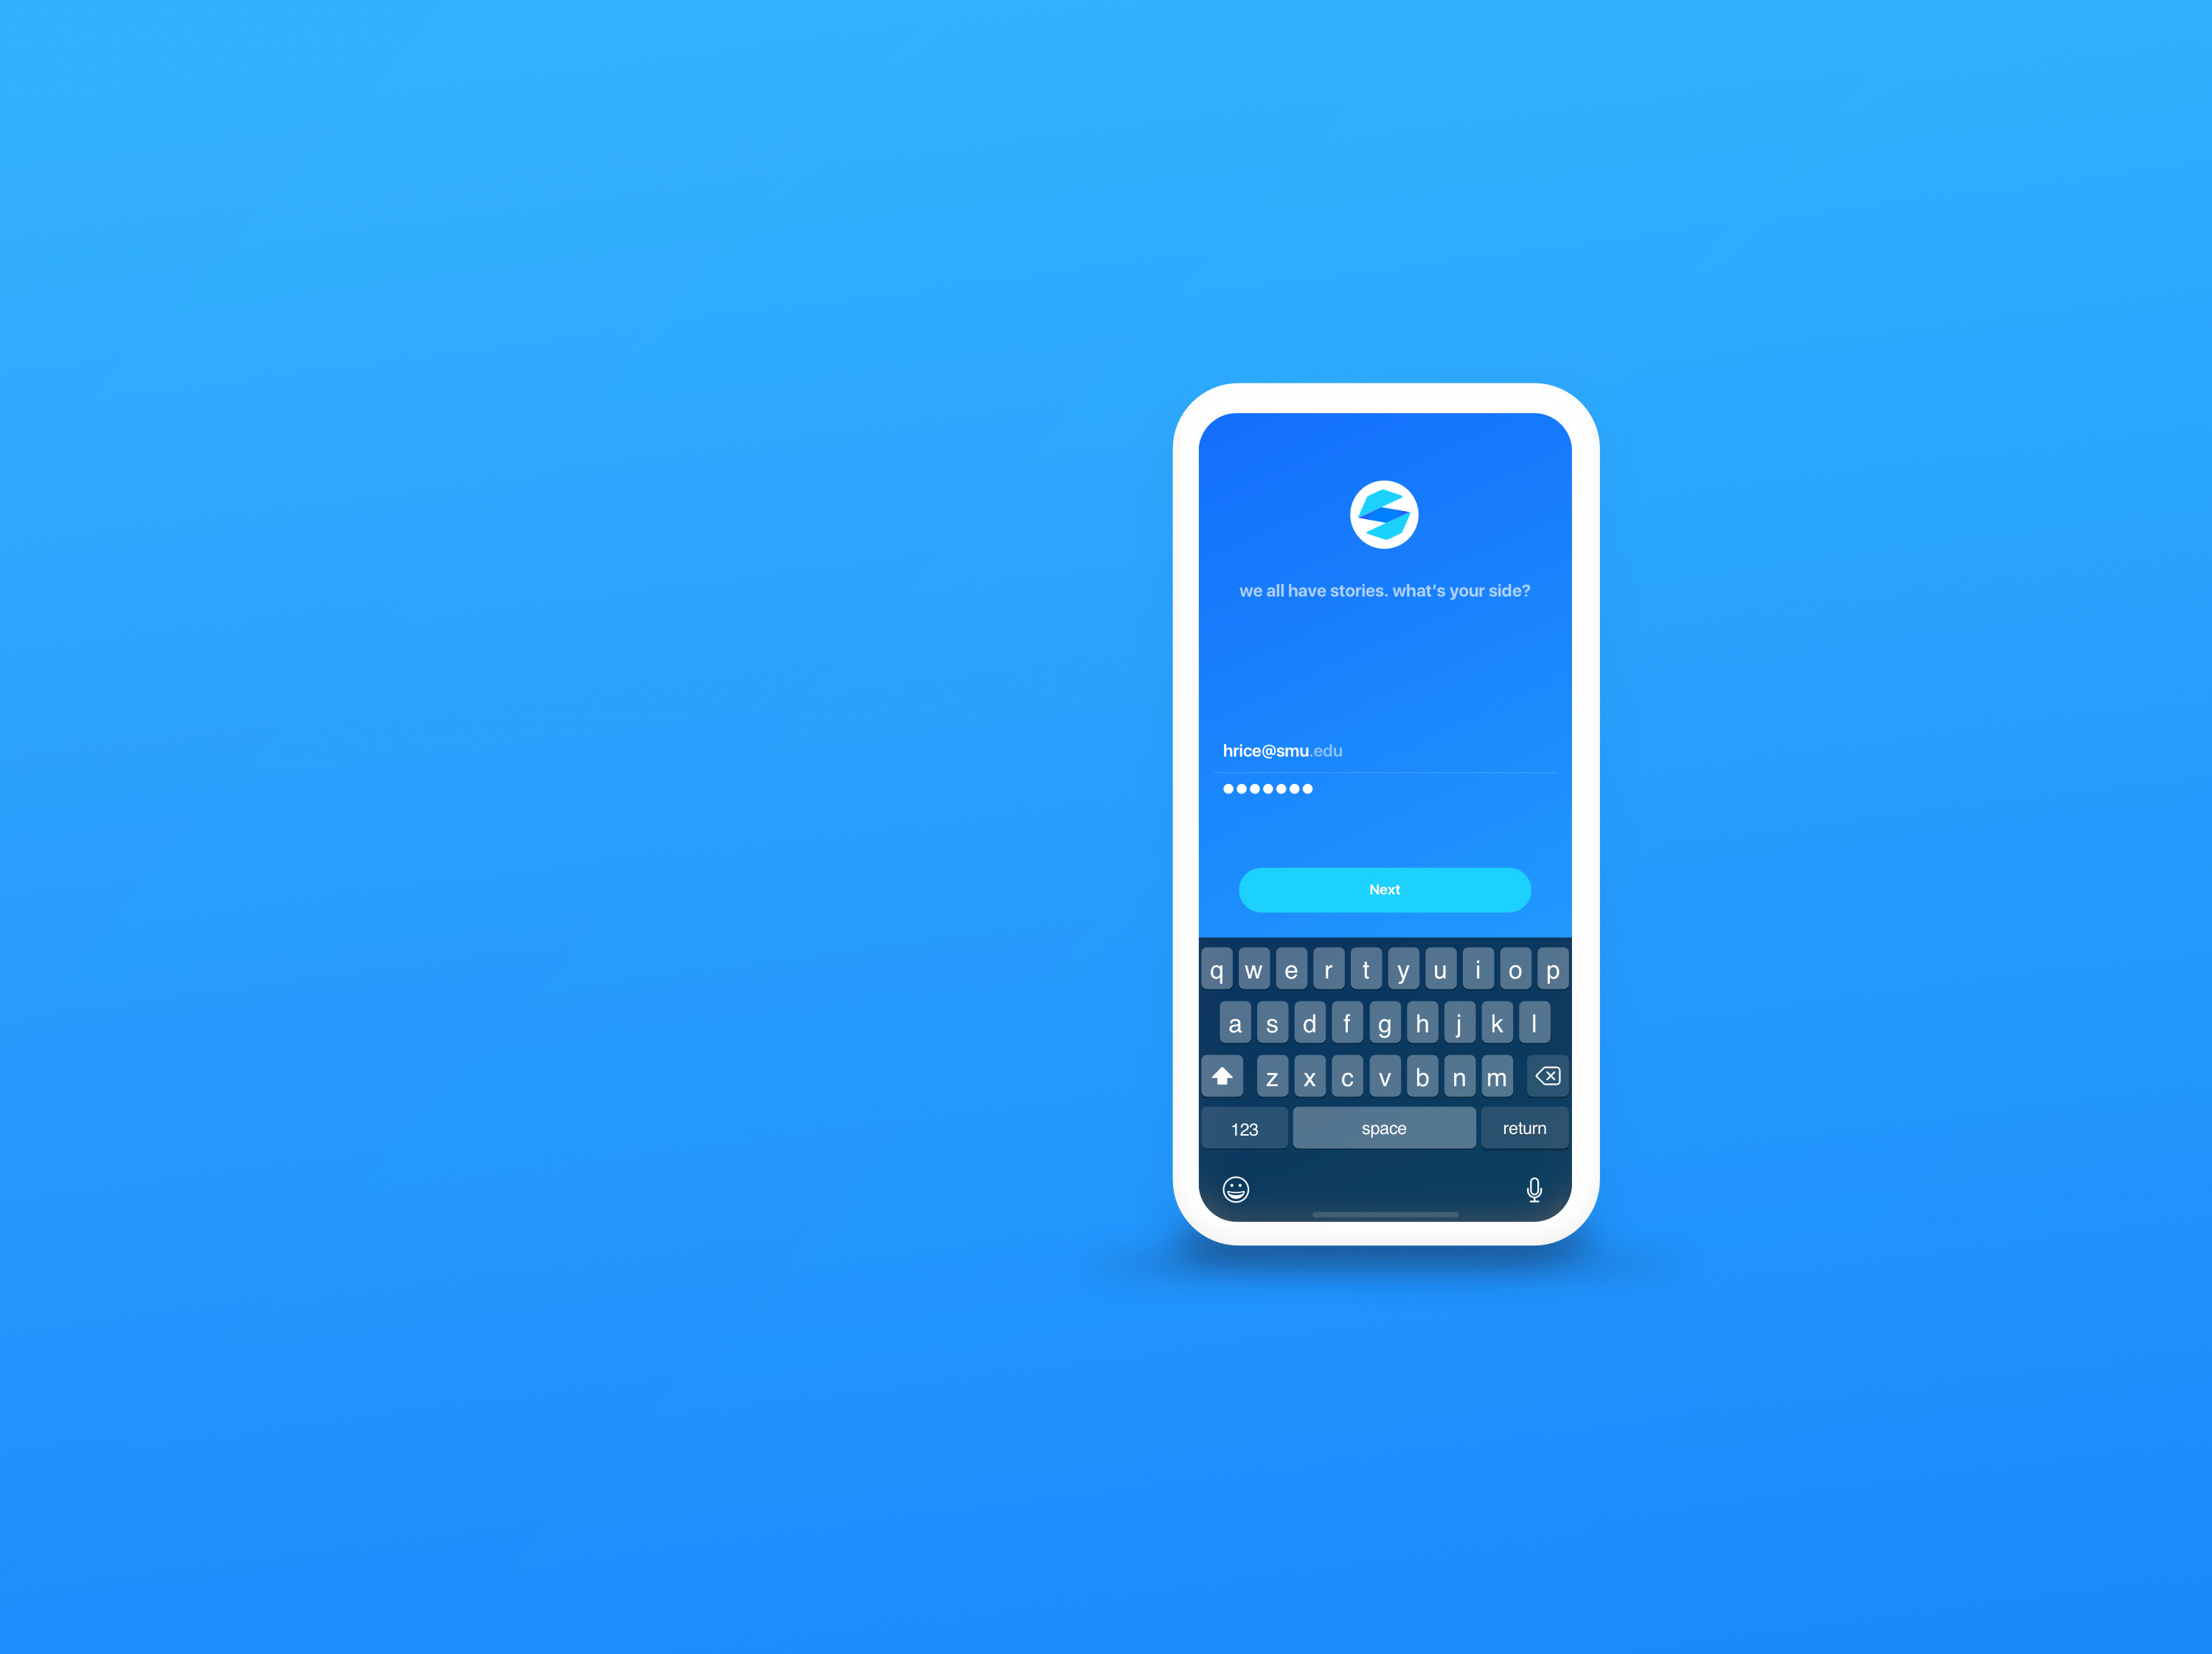 we all have stories. what‘s your side?
hrice@smu.edu
Next
q w e r t y u i o p
a s d f g h j k l
z x c v b n m
123 space return